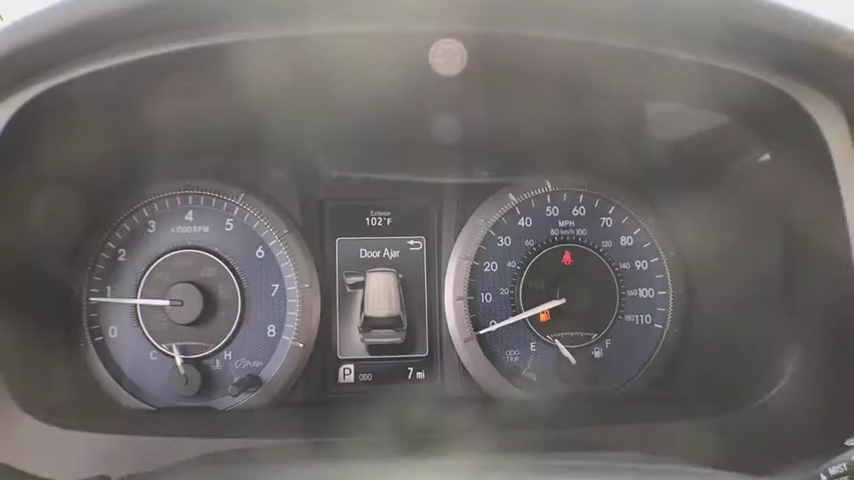 Exterior
102°F
Door Ajar
P ODO 7 mi
0
1
2
3
4
5
6
7
8
x1000 RPM
C H
PUSH
0
10
20
30
40
50
60
70
80
90
100
110
MPH
80 km/h 100
20
40
60
120
140
160
180
E F
ODO
TRIP
MIST